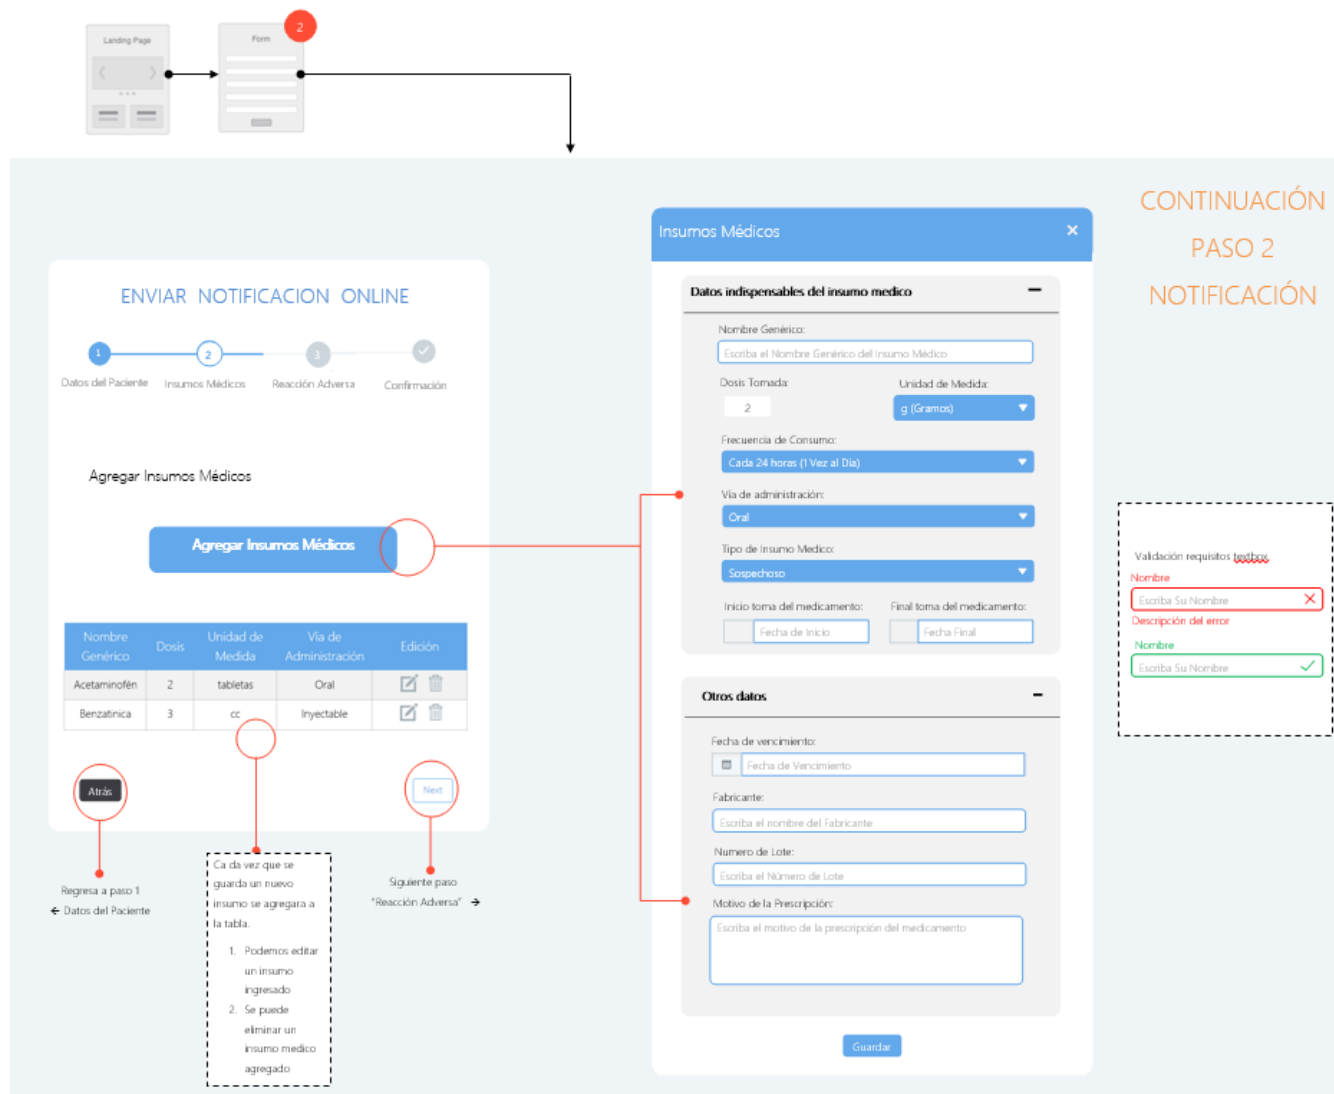 Landing Page
Form
2
CONTINUACIÓN
PASO 2
NOTIFICACIÓN
ENVIAR NOTIFICACION ONLINE
1
2
3
Datos del Paciente
Insumos Médicos
Reacción Adversa
Confirmación
Agregar Insumos Médicos
Agregar Insumos Médicos
Nombre Genérico
Dosis
Unidad de Medida
Vía de Administración
Edición
Acetaminofén 2 tabletas Oral
Benzatinica 3 cc Inyectable
Atrás
Next
Regresa a paso 1
← Datos del Paciente
Ca da vez que se
guarda un nuevo
insumo se agregara a
la tabla.
1. Podemos editar
un insumo
ingresado
2. Se puede
eliminar un
insumo medico
agregado
Siguiente paso
"Reacción Adversa" →
Insumos Médicos ×
Datos indispensables del insumo medico
Nombre Genérico:
Escriba el Nombre Genérico del Insumo Médico
Dosis Tomada:
Unidad de Medida:
2
g (Gramos)
Frecuencia de Consumo:
Cada 24 horas (1 Vez al Día)
Vía de administración:
Oral
Tipo de Insumo Medico:
Sospechoso
Inicio toma del medicamento:
Final toma del medicamento:
Fecha de Inicio
Fecha Final
Otros datos
Fecha de vencimiento:
Fecha de Vencimiento
Fabricante:
Escriba el nombre del Fabricante
Numero de Lote:
Escriba el Número de Lote
Motivo de la Prescripción:
Escriba el motivo de la prescripción del medicamento
Guardar
Validación requisitos textbox
Nombre
Escriba Su Nombre
Descripción del error
Nombre
Escriba Su Nombre